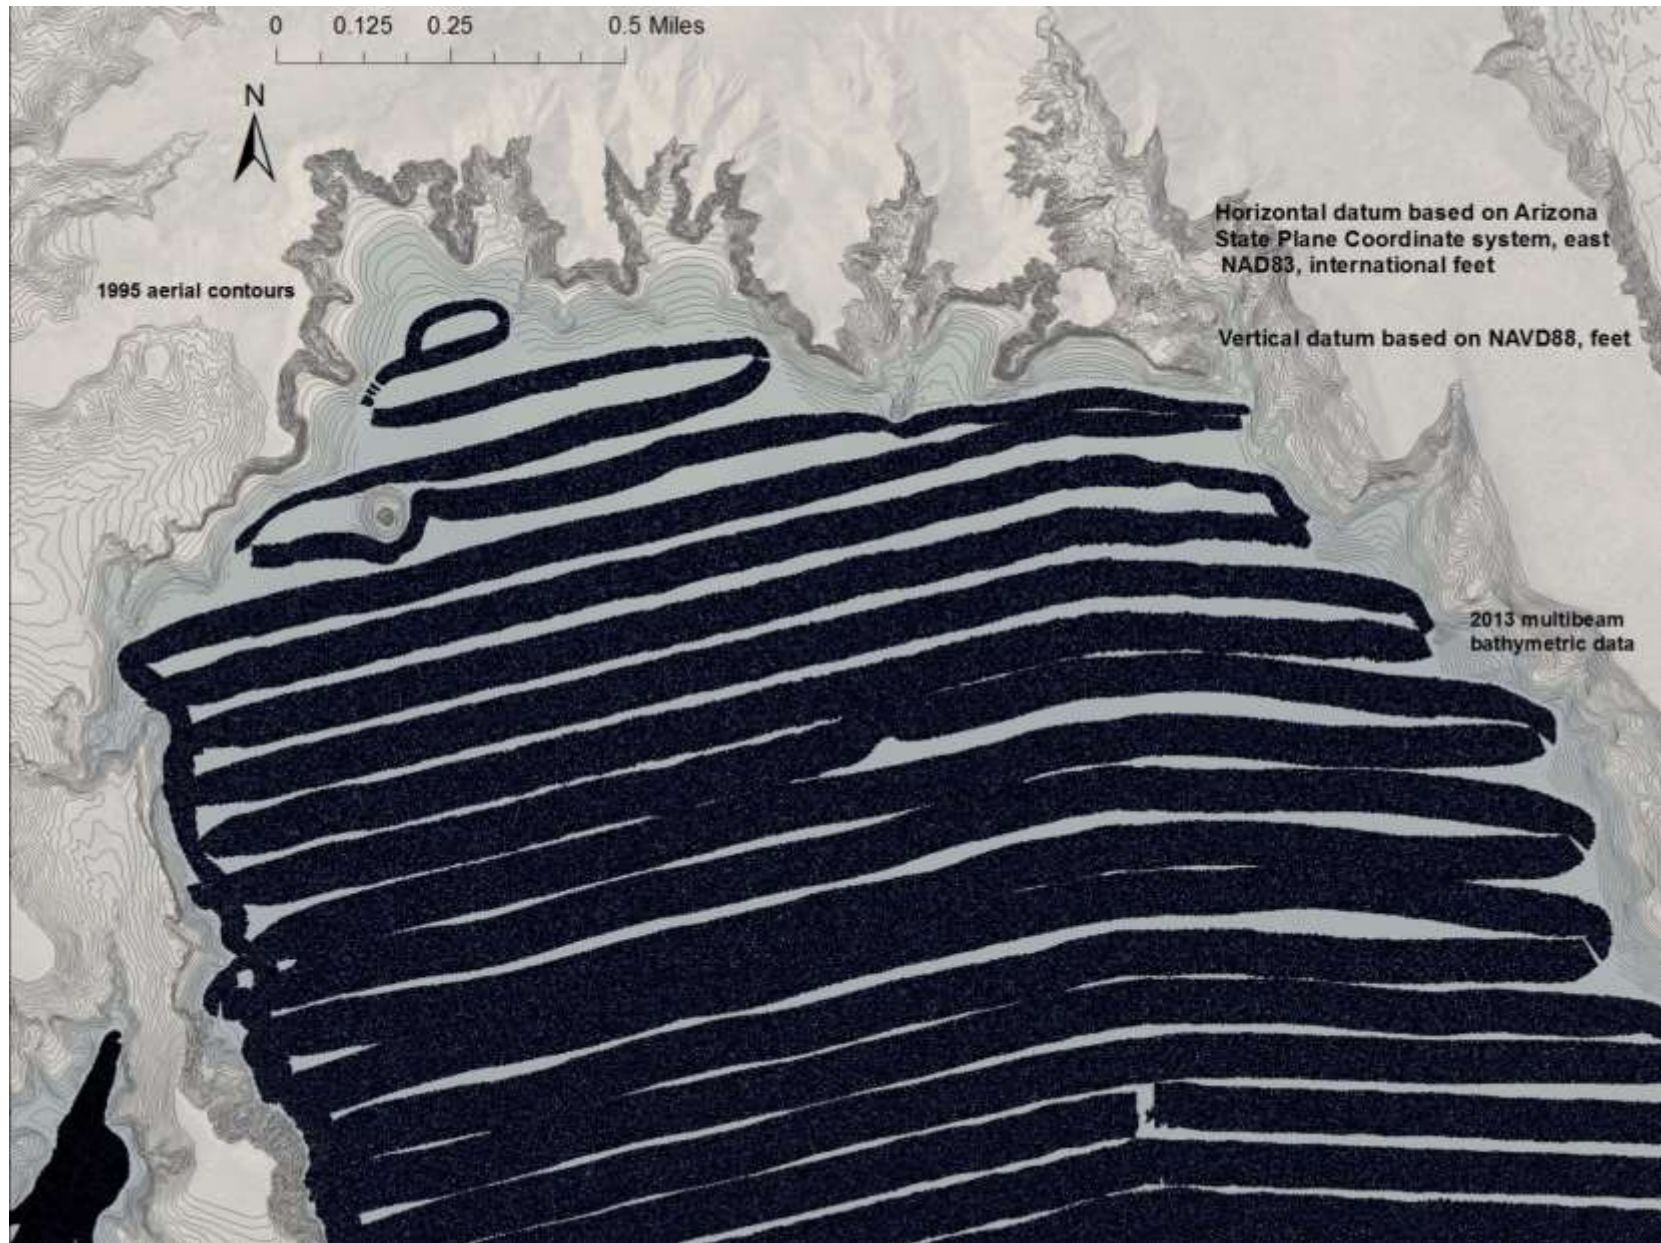 0 0.125 0.25 0.5 Miles
N
Horizontal datum based on Arizona
State Plane Coordinate system, east
NAD83, international feet
1995 aerial contours
Vertical datum based on NAVD88, feet
2013 multibeam
bathymetric data